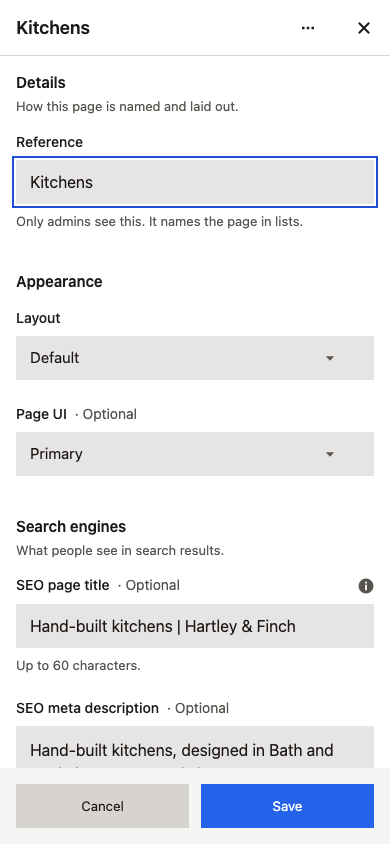 Kitchens
Details
How this page is named and laid out.
Reference
Kitchens
Only admins see this. It names the page in lists.
Appearance
Layout
Default
Page UI · Optional
Primary
Search engines
What people see in search results.
SEO page title · Optional
Hand-built kitchens | Hartley & Finch
Up to 60 characters.
SEO meta description · Optional
Hand-built kitchens, designed in Bath and
Cancel
Save